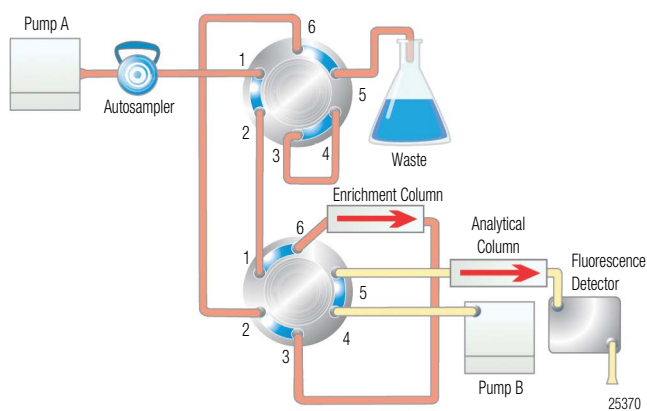 Pump A
Autosampler
1
6
2
5
3
4
Waste
Enrichment Column
6
1
Analytical
Column
Fluorescence
Detector
5
2
4
3
Pump B
25370